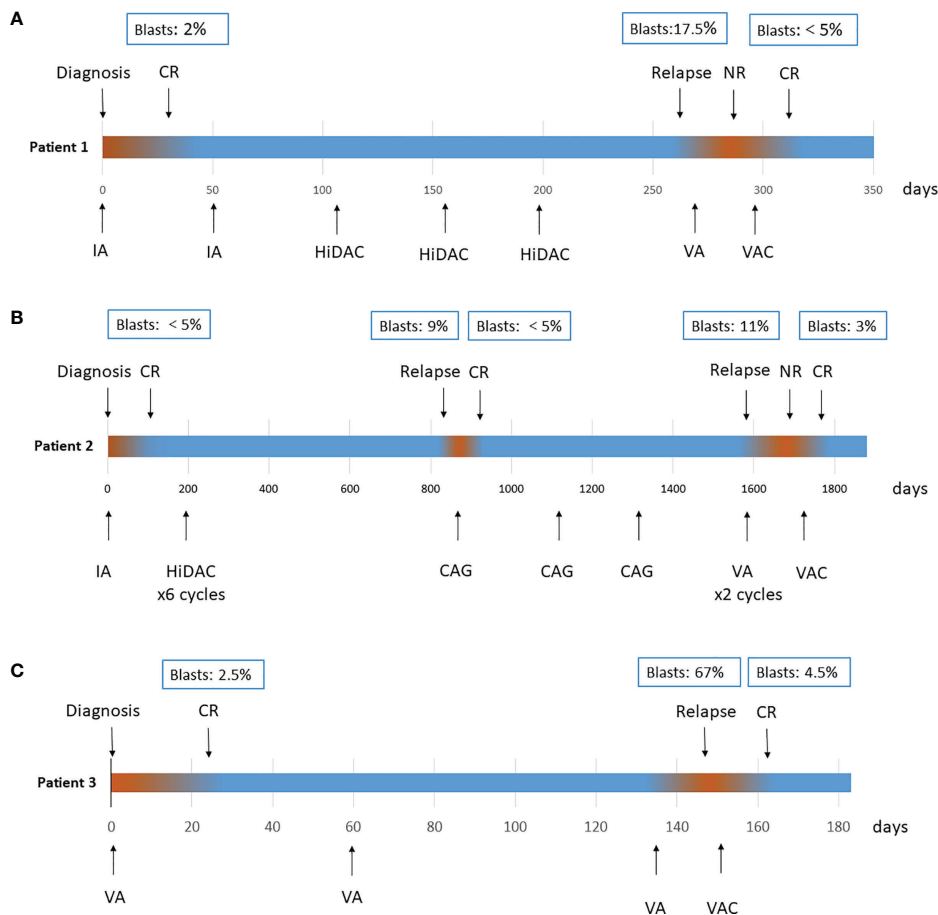 A
Blasts: 2%
Blasts:17.5%
Blasts: < 5%
Diagnosis
CR
Relapse
NR
CR
Patient 1
0
50
100
150
200
250
300
350
days
IA
IA
HiDAC
HiDAC
HiDAC
VA
VAC
B
Blasts: < 5%
Blasts: 9%
Blasts: < 5%
Blasts: 11%
Blasts: 3%
Diagnosis
CR
Relapse
CR
Relapse
NR
CR
Patient 2
0
200
400
600
800
1000
1200
1400
1600
1800
days
IA
HiDAC
x6 cycles
CAG
CAG
CAG
VA
x2 cycles
VAC
C
Blasts: 2.5%
Blasts: 67%
Blasts: 4.5%
Diagnosis
CR
Relapse
CR
Patient 3
0
20
40
60
80
100
120
140
160
180
days
VA
VA
VA
VAC